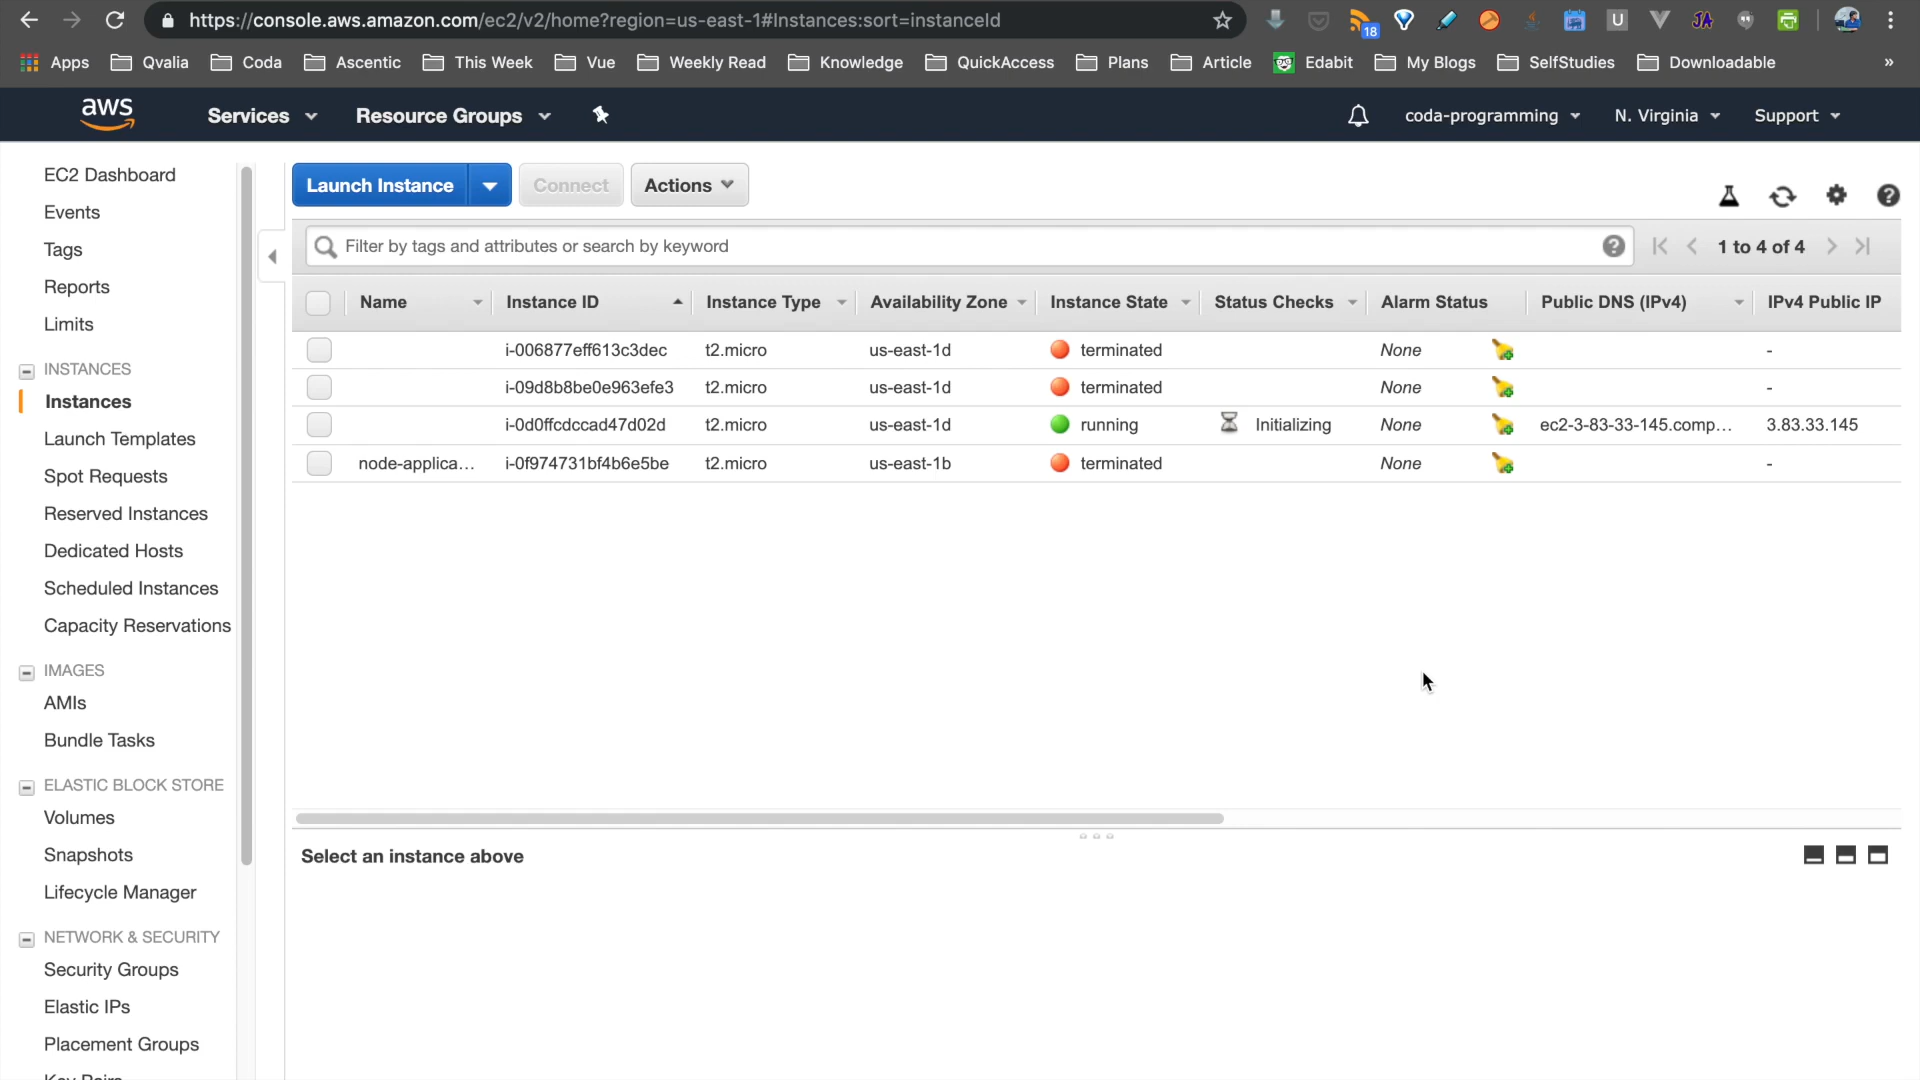 https://console.aws.amazon.com/ec2/v2/home?region=us-east-1#Instances:sort=instanceId
18
U
JA
Apps Qvalia Coda Ascentic This Week Vue Weekly Read Knowledge QuickAccess Plans Article Edabit My Blogs SelfStudies Downloadable »
aws Services Resource Groups coda-programming N. Virginia Support
EC2 Dashboard
Events
Tags
Reports
Limits
INSTANCES
Instances
Launch Templates
Spot Requests
Reserved Instances
Dedicated Hosts
Scheduled Instances
Capacity Reservations
IMAGES
AMIs
Bundle Tasks
ELASTIC BLOCK STORE
Volumes
Snapshots
Lifecycle Manager
NETWORK & SECURITY
Security Groups
Elastic IPs
Placement Groups
Key Pairs
Launch Instance Connect Actions
Filter by tags and attributes or search by keyword 1 to 4 of 4
Name Instance ID Instance Type Availability Zone Instance State Status Checks Alarm Status Public DNS (IPv4) IPv4 Public IP
i-006877eff613c3dec t2.micro us-east-1d terminated None -
i-09d8b8be0e963efe3 t2.micro us-east-1d terminated None -
i-0d0ffcdccad47d02d t2.micro us-east-1d running Initializing None ec2-3-83-33-145.comp... 3.83.33.145
node-applica... i-0f974731bf4b6e5be t2.micro us-east-1b terminated None -
Select an instance above